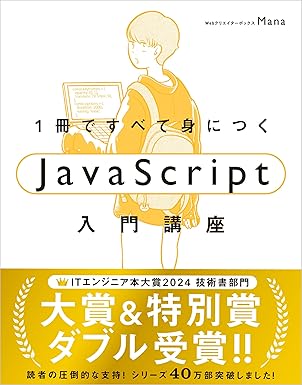 Webクリエイターボックス Mana
1冊ですべて身につく
JavaScript
入門講座
ITエンジニア本大賞2024 技術書部門
大賞&特別賞
ダブル受賞!!
読者の圧倒的な支持! シリーズ40万部突破しました!